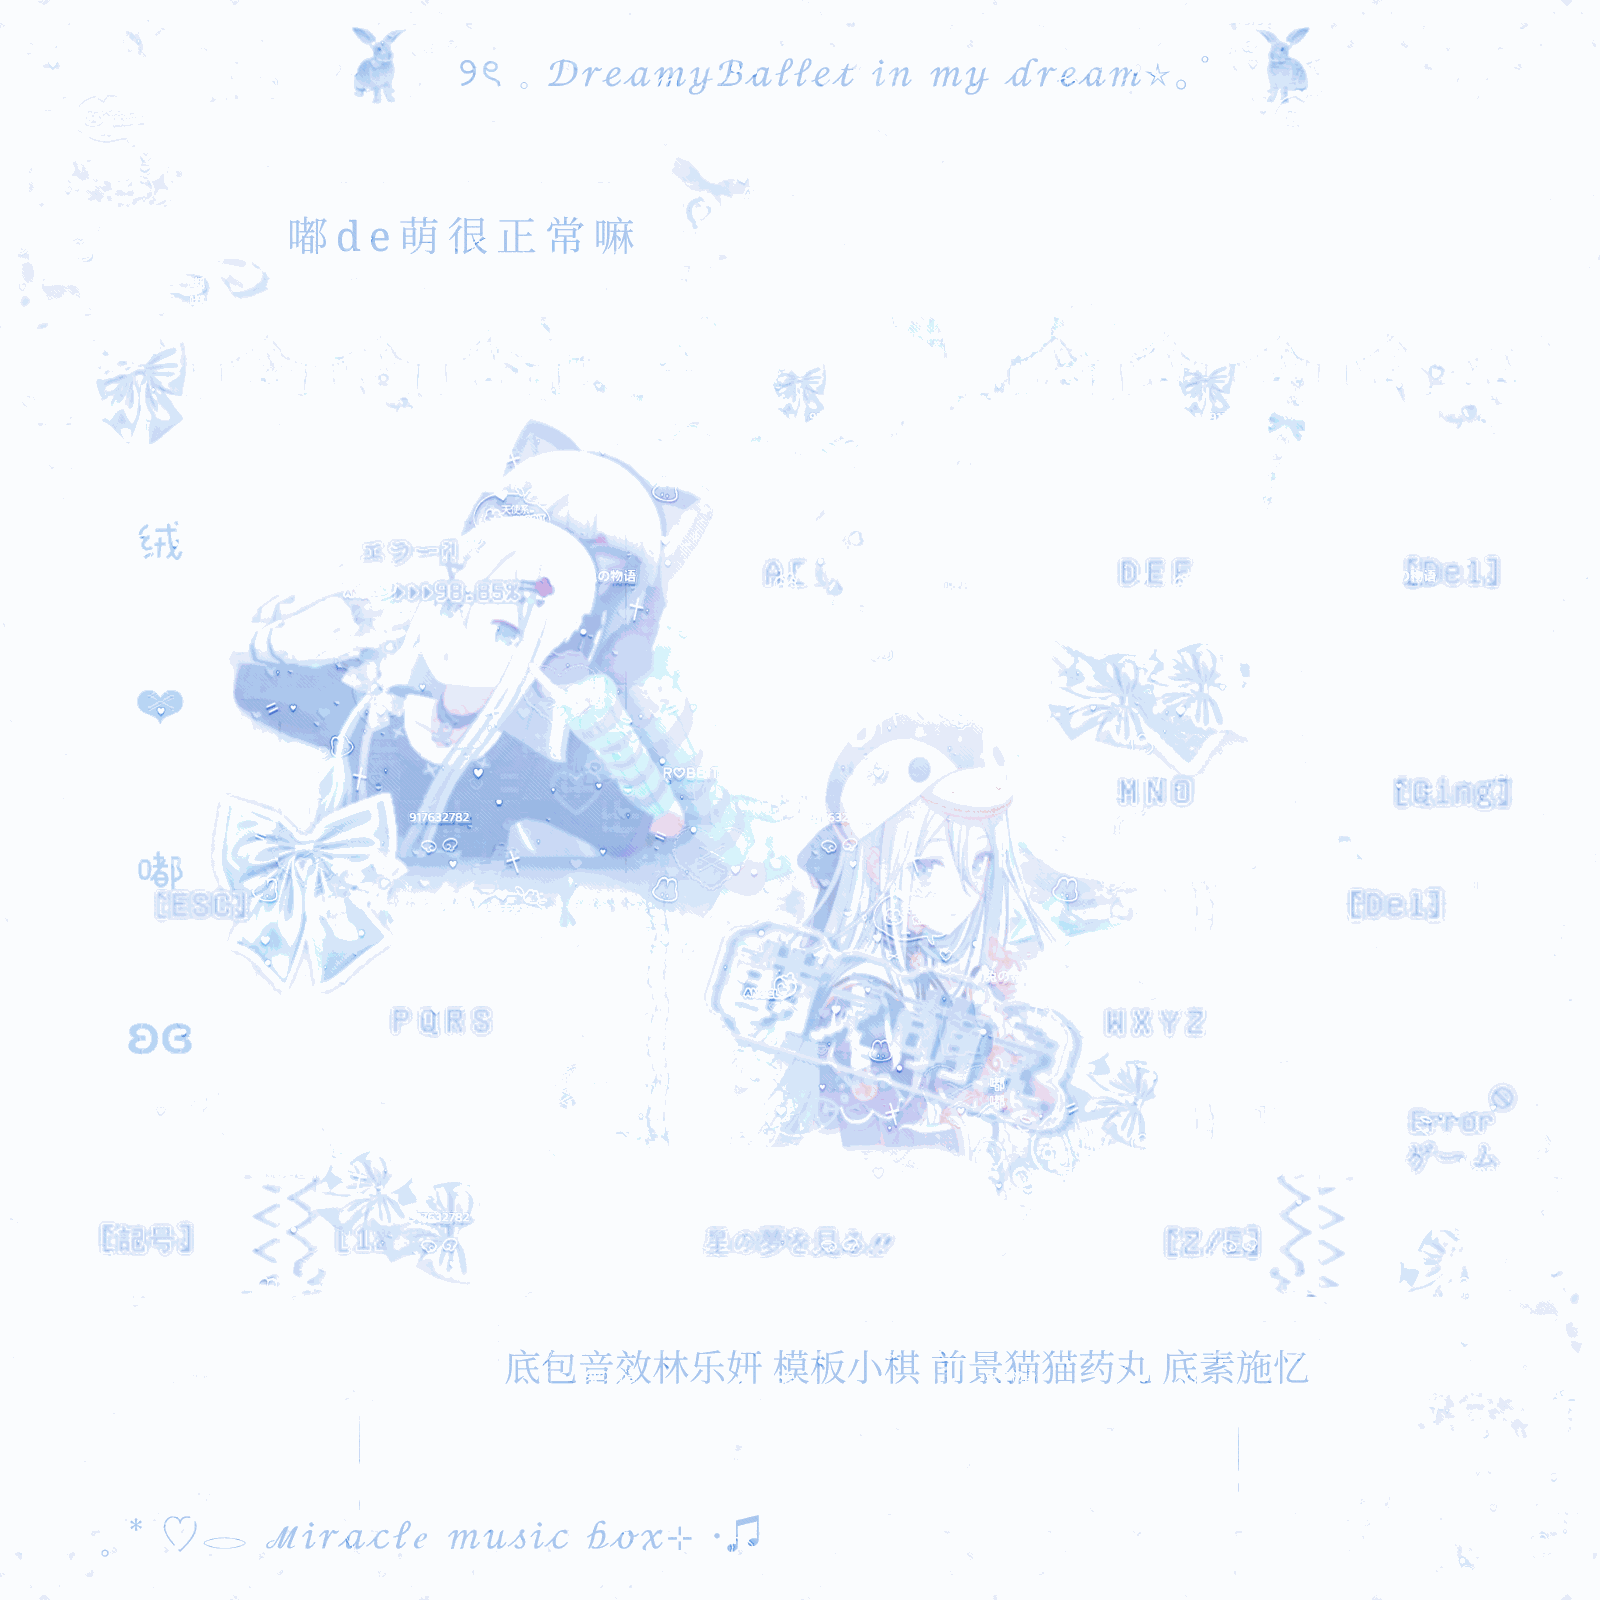 ୨୧ 。DreamyBallet in my dream☆。˚
嘟de萌很正常嘛
绒
エラー
>>>98.85%
の物语
DEF
[Del]
917632782
MNO
[Qing]
嘟
[ESC]
[Del]
PQRS
WXYZ
Error
ゲーム
[記号]
917632782
星の夢を見る〃
[2/5]
底包音效林乐妍 模板小棋 前景猫猫药丸 底素施忆
。* ♡ Miracle music box⊹ ·♫